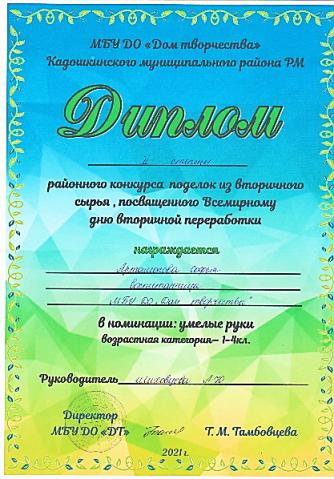 МБУ ДО «Дом творчества»
Кадошкинского муниципального района РМ
Диплом
II степени
районного конкурса поделок из вторичного
сырья , посвященного Всемирному
дню вторичной переработки
награждается
Артамонова Софья
воспитанница
МБУ ДО „Дом творчества"
в номинации: умелые руки
возрастная категория– 1-4кл.
Руководитель А.Ю
Директор
МБУ ДО «ДТ» Т. М. Тамбовцева
2021 г.